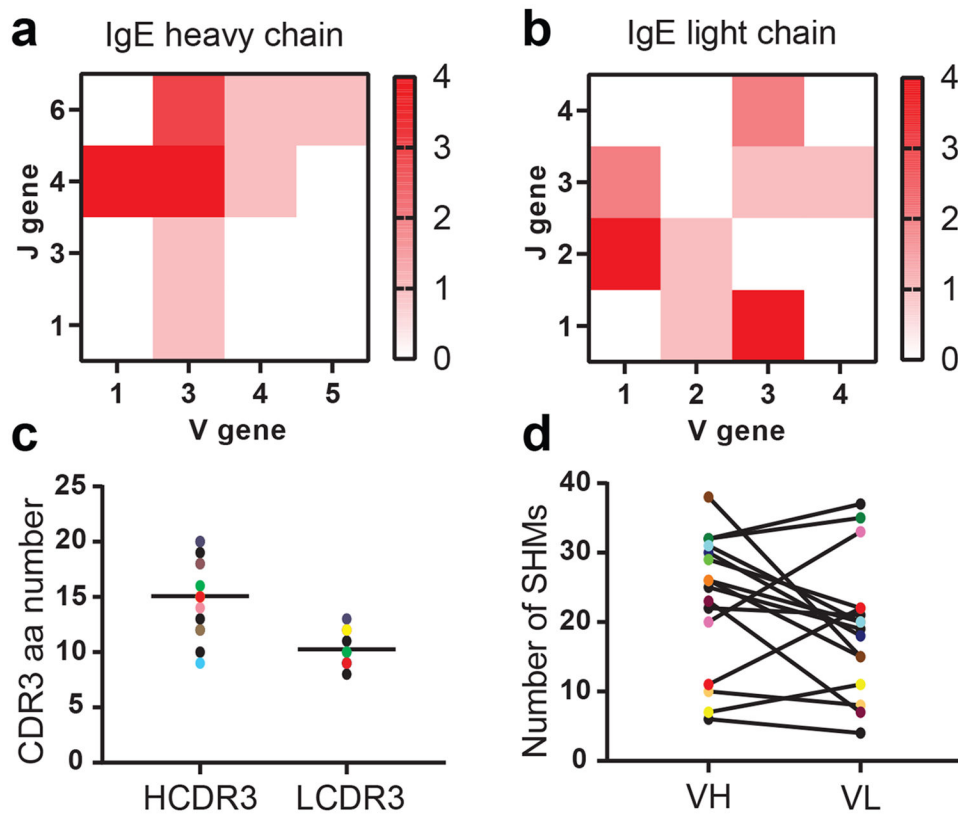 a
IgE heavy chain
J gene
6
4
3
1
1 3 4 5
V gene
4
3
2
1
0
b
IgE light chain
J gene
4
3
2
1
1 2 3 4
V gene
4
3
2
1
0
c
CDR3 aa number
25
20
15
10
5
0
HCDR3 LCDR3
d
Number of SHMs
40
30
20
10
0
VH VL